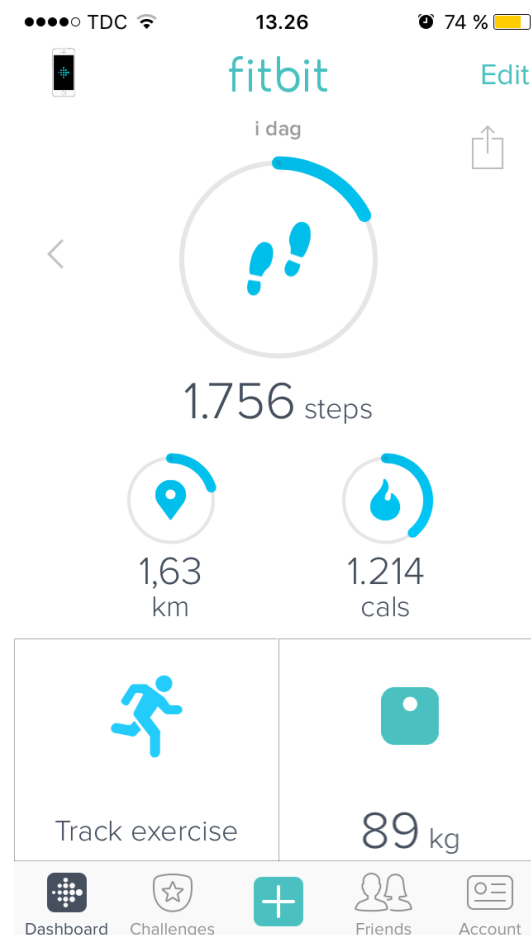 TDC 13.26 74 %
fitbit Edit
i dag
1.756 steps
1,63 1.214
km cals
Track exercise 89 kg
Dashboard Challenges Friends Account